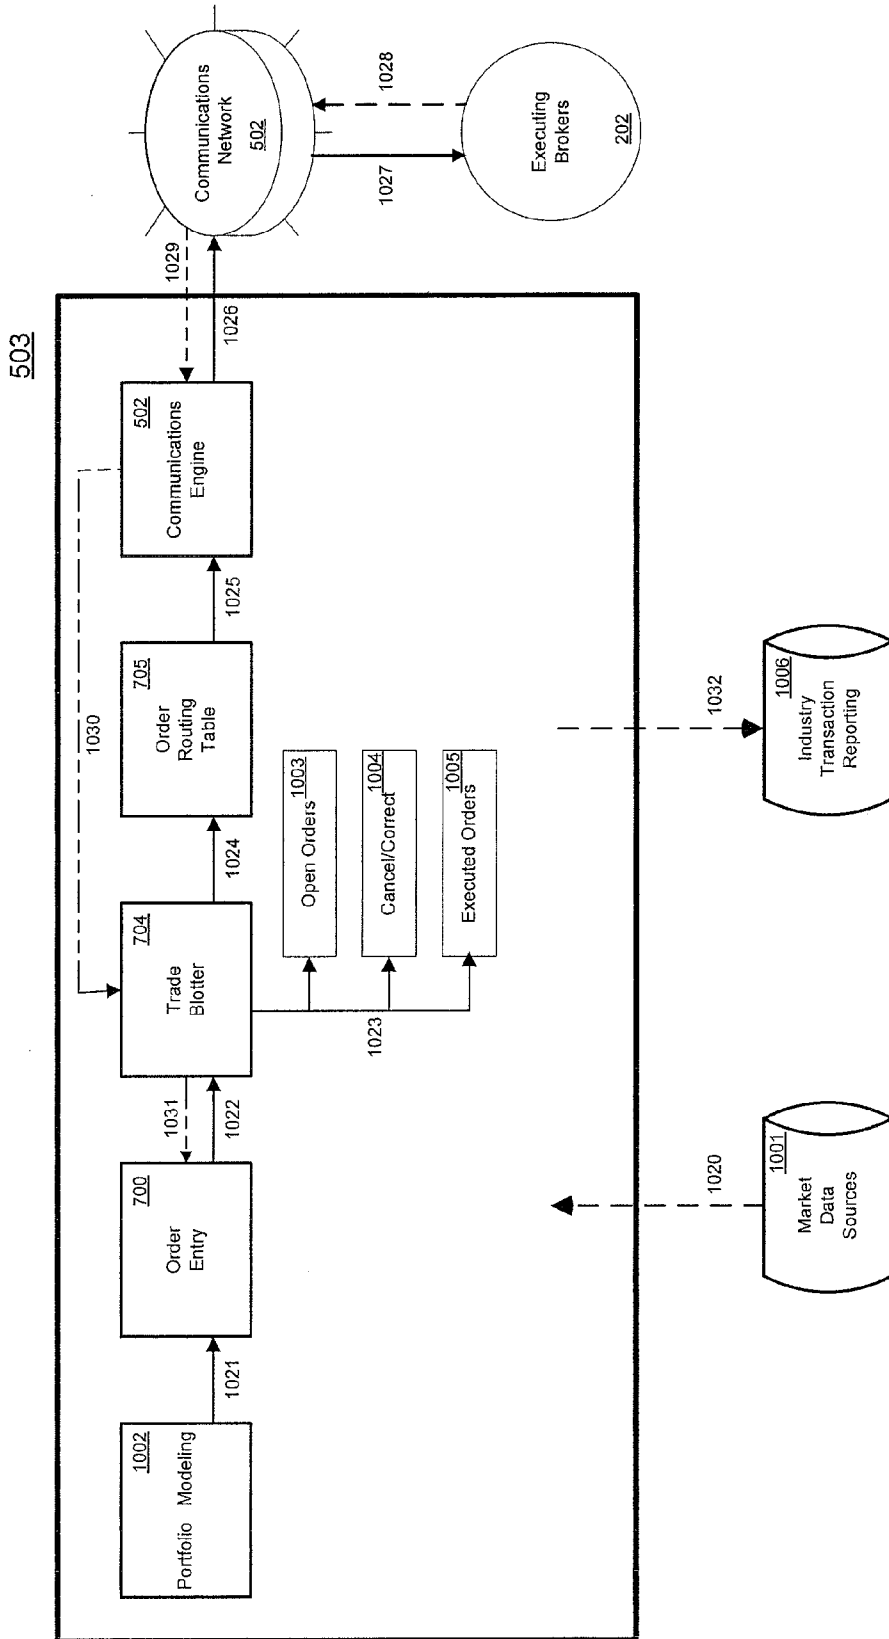 503
1002
Portfolio Modeling
1021
700
Order
Entry
1031
1022
704
Trade
Blotter
1030
1024
705
Order
Routing
Table
1025
502
Communications
Engine
1029
1026
Communications
Network
502
1023
1003
Open Orders
1004
Cancel/Correct
1005
Executed Orders
1028
1027
Executing
Brokers
202
1020
1001
Market
Data
Sources
1032
1006
Industry
Transaction
Reporting